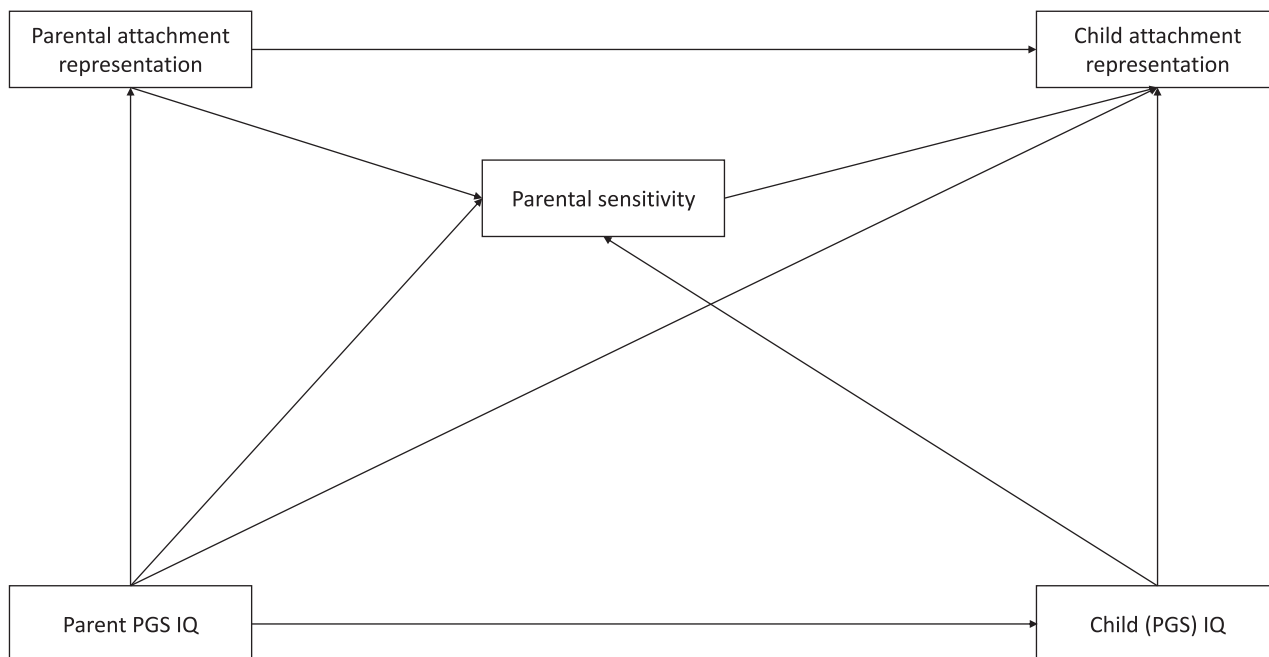 Parental attachment
representation
Child attachment
representation
Parental sensitivity
Parent PGS IQ
Child (PGS) IQ